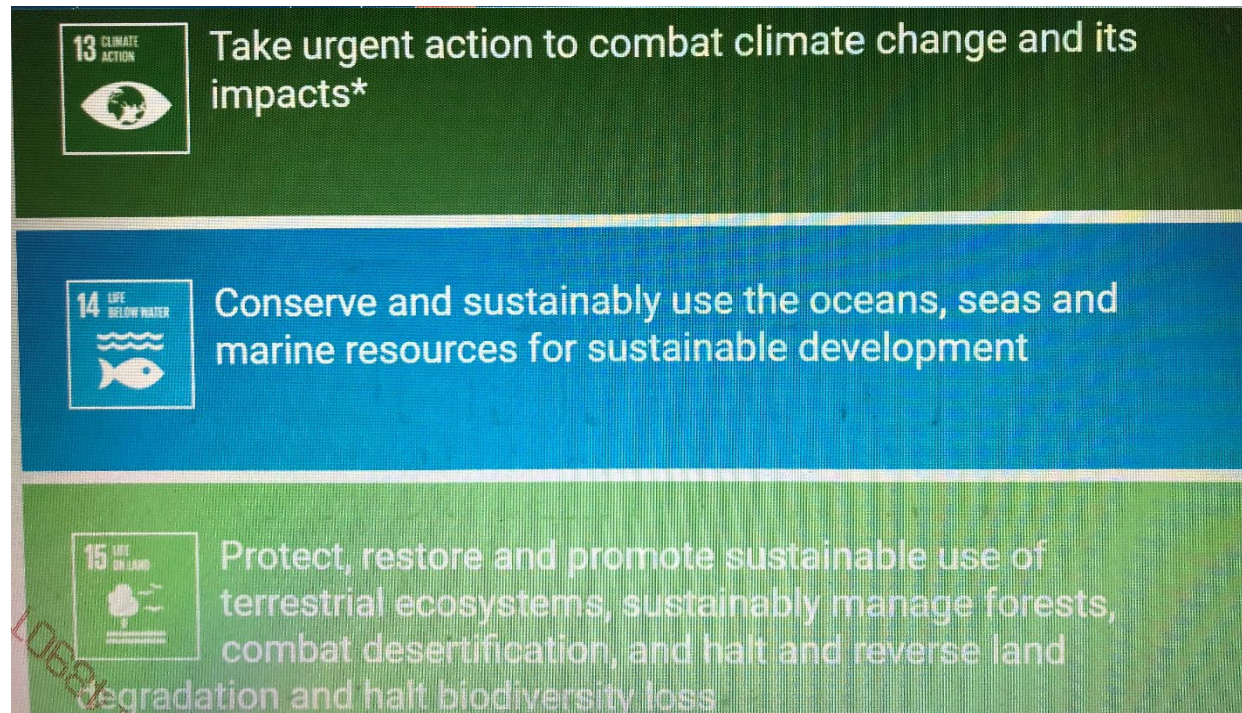 13 CLIMATE
ACTION
Take urgent action to combat climate change and its
impacts*
14 LIFE
BELOW WATER
Conserve and sustainably use the oceans, seas and
marine resources for sustainable development
15 LIFE
ON LAND
Protect, restore and promote sustainable use of
terrestrial ecosystems, sustainably manage forests,
combat desertification, and halt and reverse land
degradation and halt biodiversity loss